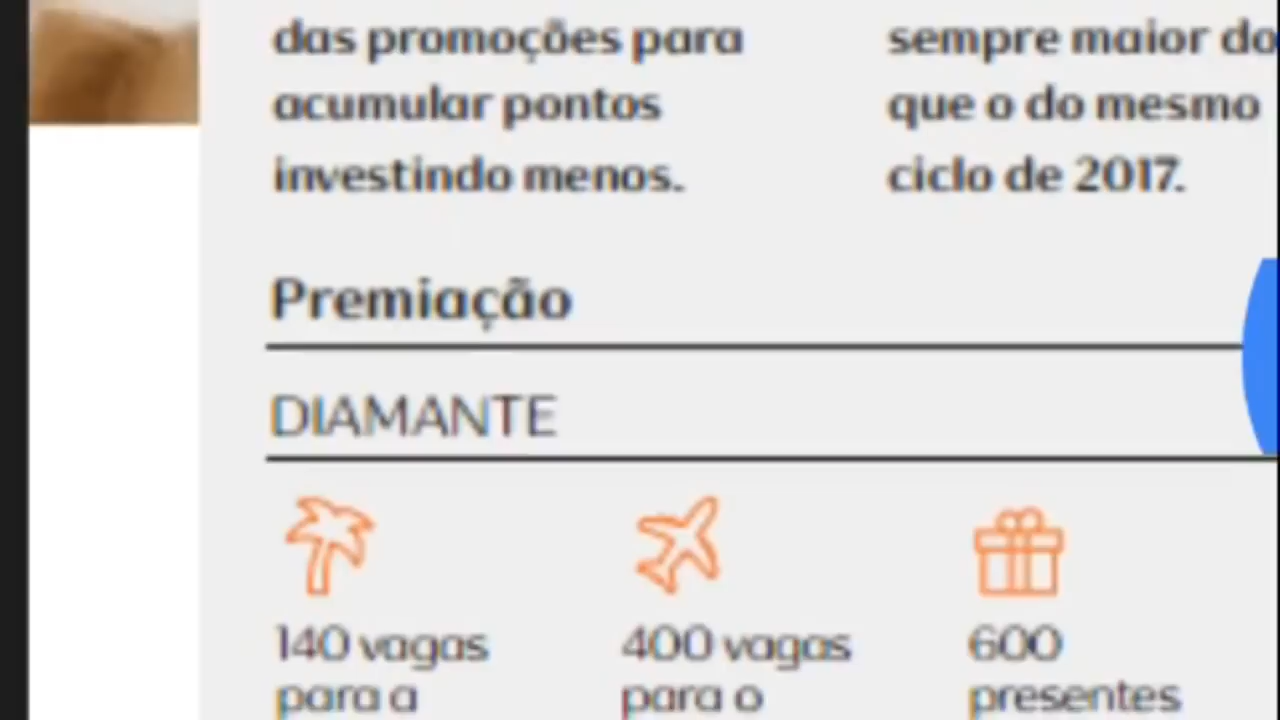 das promoções para
acumular pontos
investindo menos.
sempre maior do
que o do mesmo
ciclo de 2017.
Premiação
DIAMANTE
140 vagas
para a
400 vagas
para o
600
presentes